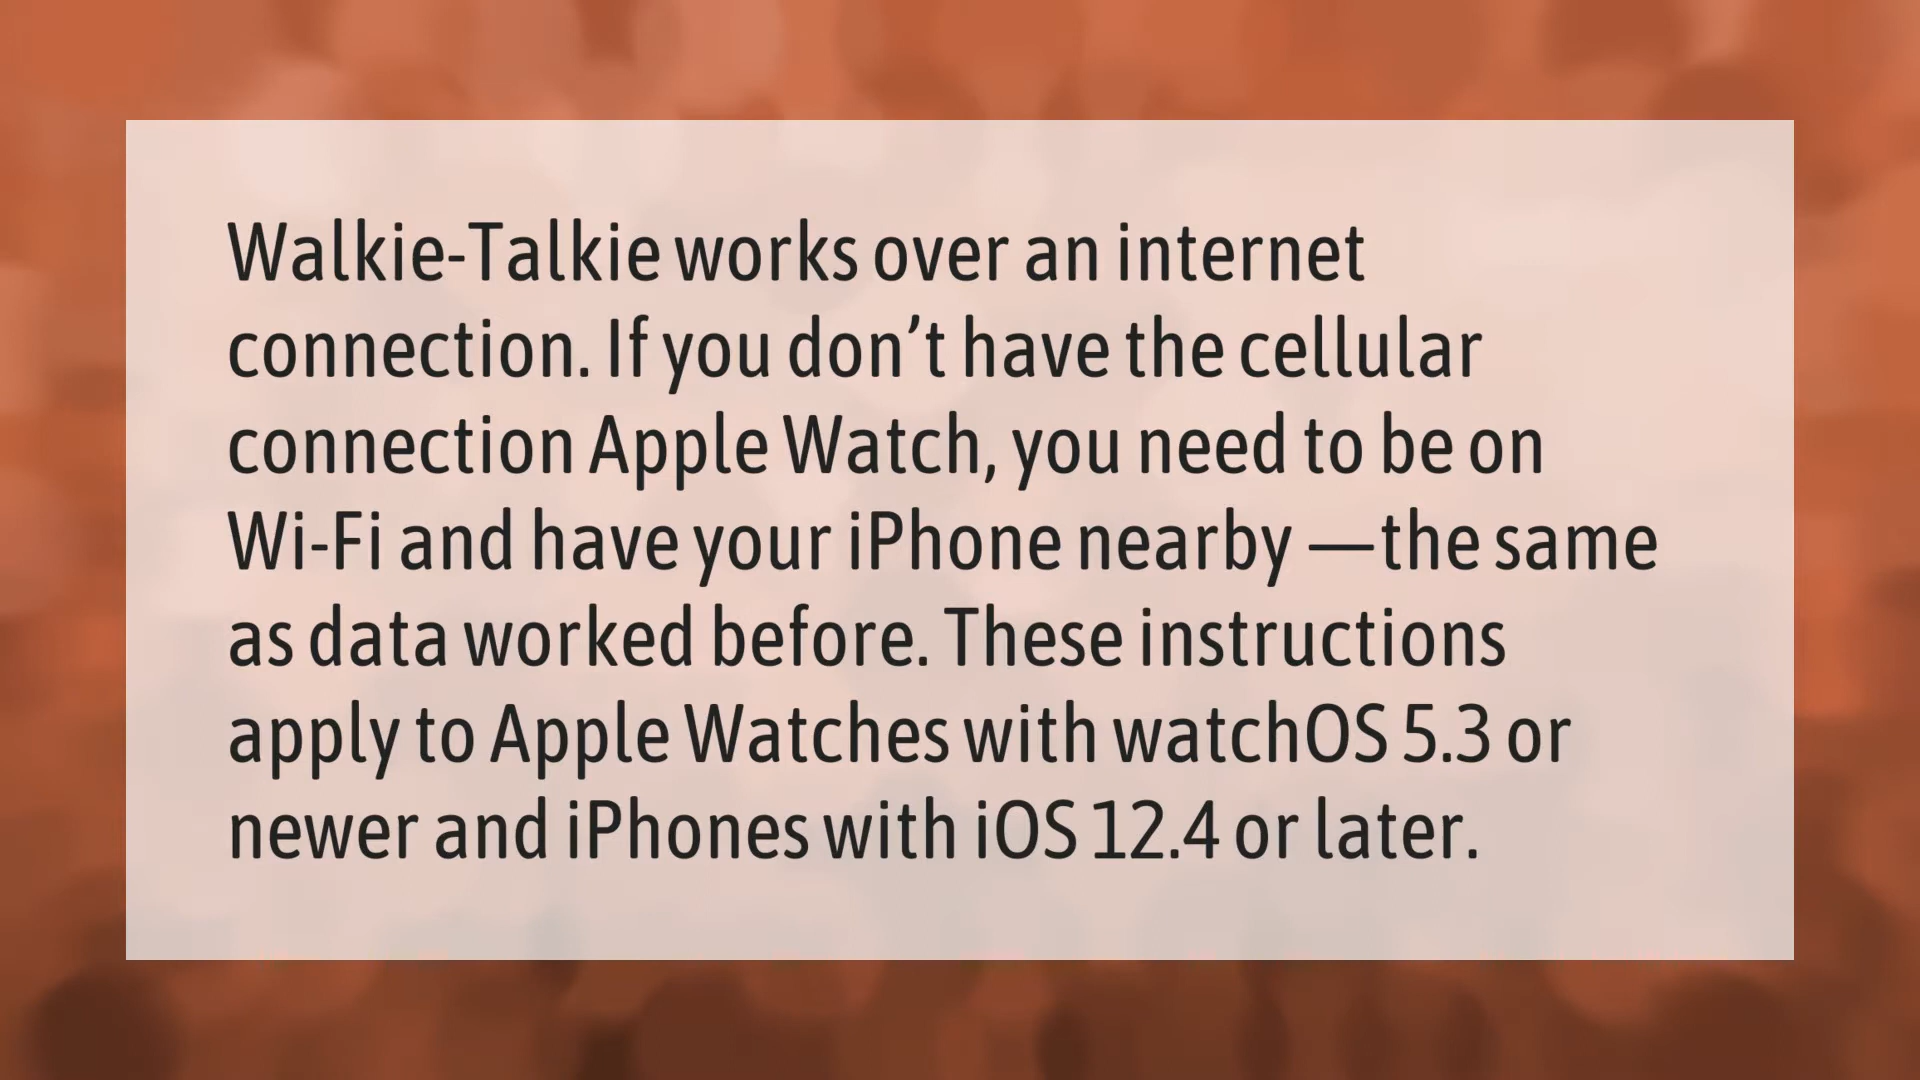 Walkie-Talkie works over an internet
connection. If you don’t have the cellular
connection Apple Watch, you need to be on
Wi-Fi and have your iPhone nearby —the same
as data worked before. These instructions
apply to Apple Watches with watchOS 5.3 or
newer and iPhones with iOS 12.4 or later.